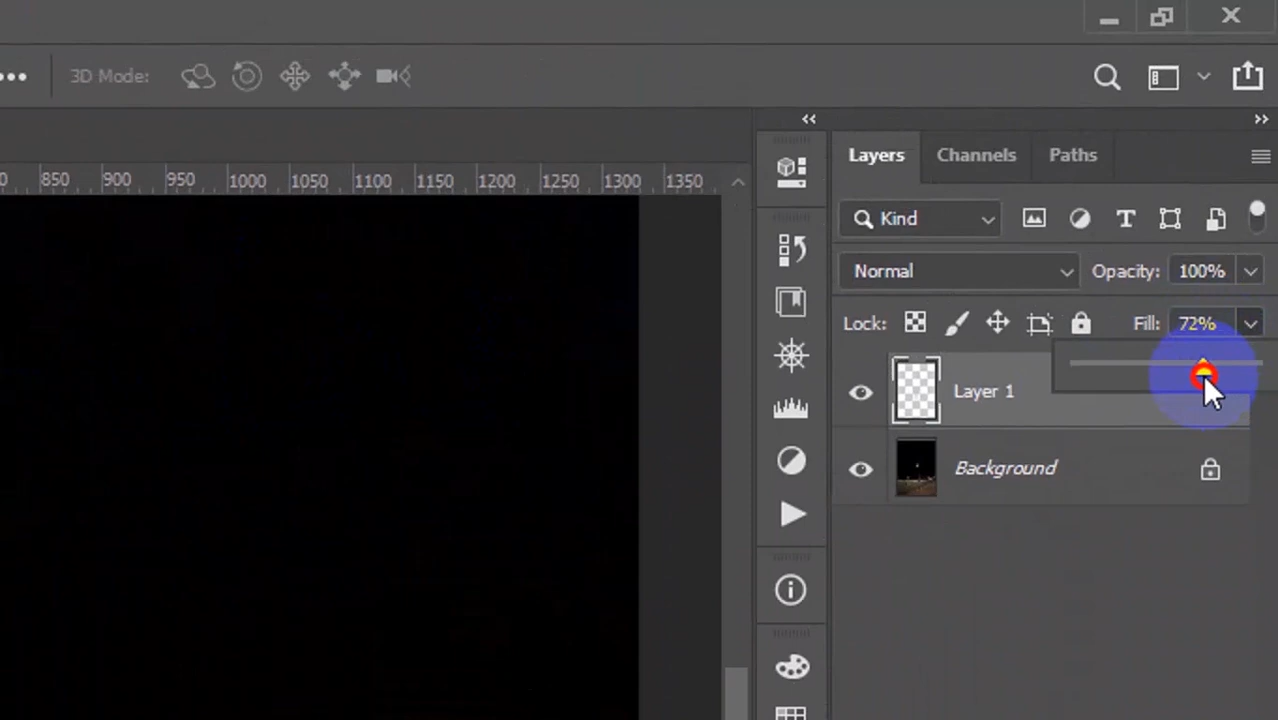 3D Mode:
850 900 950 1000 1050 1100 1150 1200 1250 1300 1350
Layers Channels Paths
Kind
Normal Opacity: 100%
Lock: Fill: 72%
Layer 1
Background